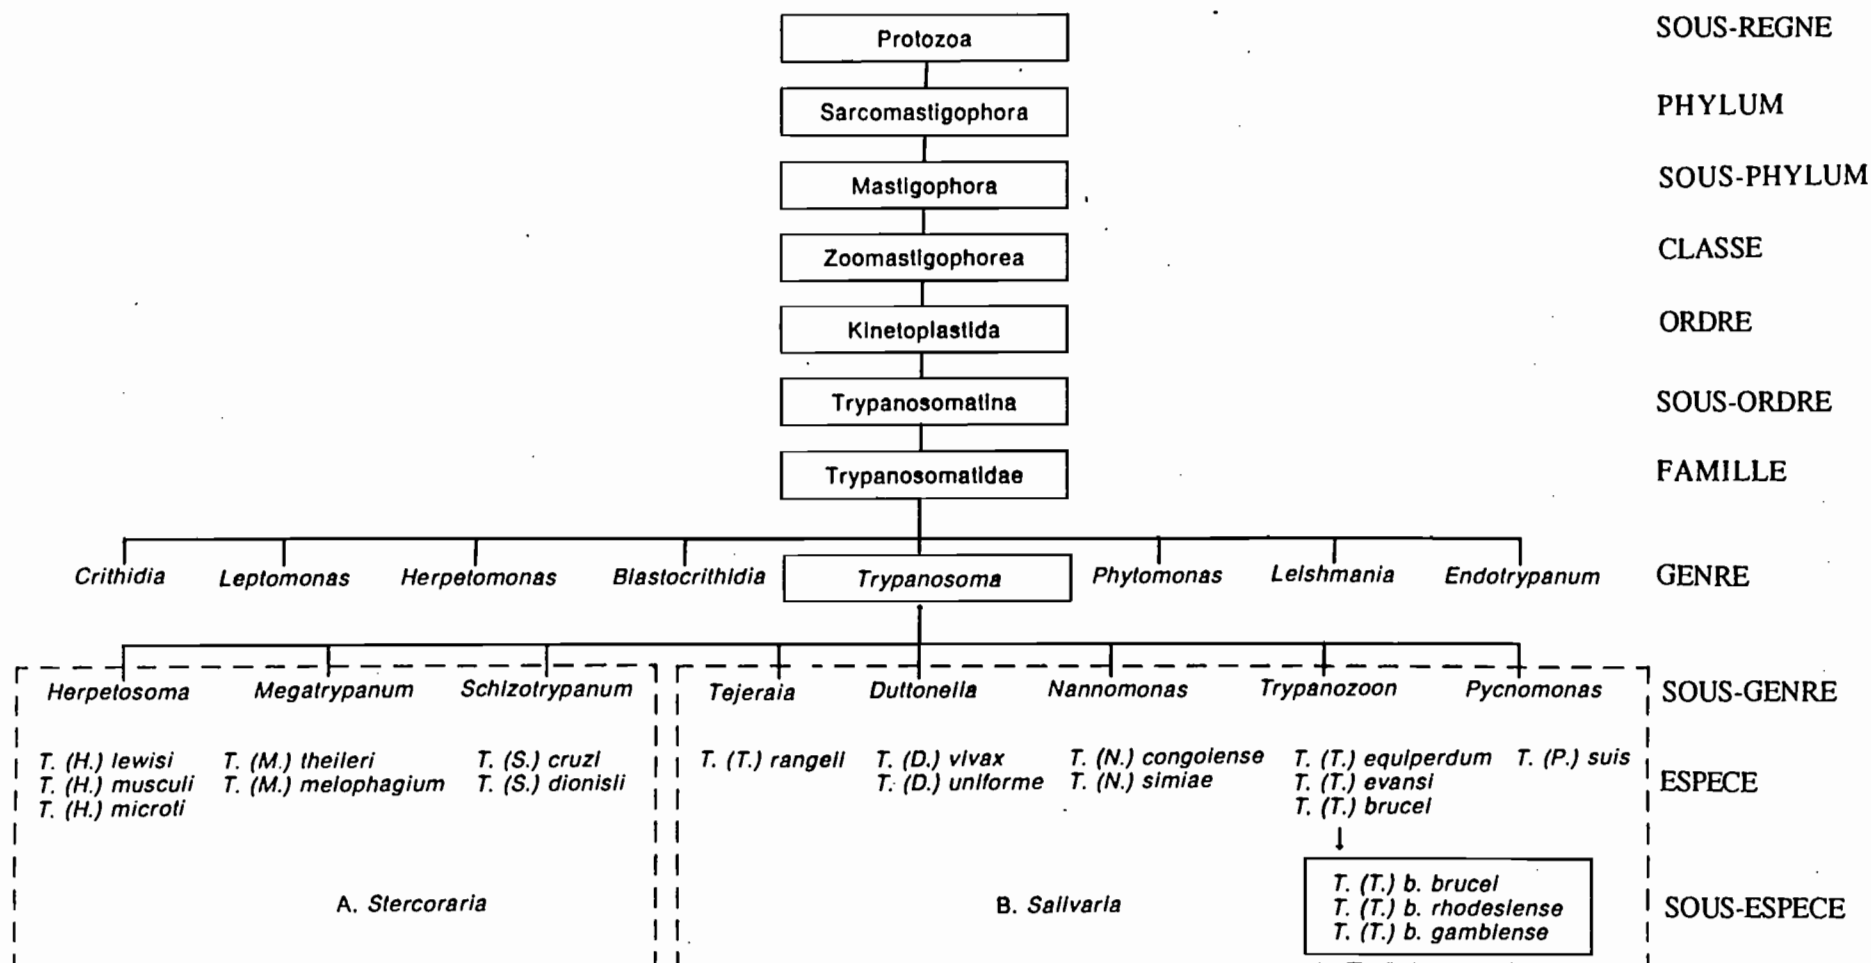 Protozoa
SOUS-REGNE
Sarcomastigophora
PHYLUM
Mastigophora
SOUS-PHYLUM
Zoomastigophorea
CLASSE
Kinetoplastida
ORDRE
Trypanosomatina
SOUS-ORDRE
Trypanosomatidae
FAMILLE
Crithidia Leptomonas Herpetomonas Blastocrithidia Trypanosoma Phytomonas Leishmania Endotrypanum
GENRE
Herpetosoma Megatrypanum Schizotrypanum Tejeraia Duttonella Nannomonas Trypanozoon Pycnomonas
SOUS-GENRE
T. (H.) lewisi
T. (H.) musculi
T. (H.) microti
T. (M.) theileri
T. (M.) melophagium
T. (S.) cruzi
T. (S.) dionisii
T. (T.) rangeli
T. (D.) vivax
T. (D.) uniforme
T. (N.) congolense
T. (N.) simiae
T. (T.) equiperdum
T. (T.) evansi
T. (T.) brucei
T. (P.) suis
ESPECE
A. Stercoraria
B. Salivaria
T. (T.) b. brucei
T. (T.) b. rhodesiense
T. (T.) b. gambiense
SOUS-ESPECE